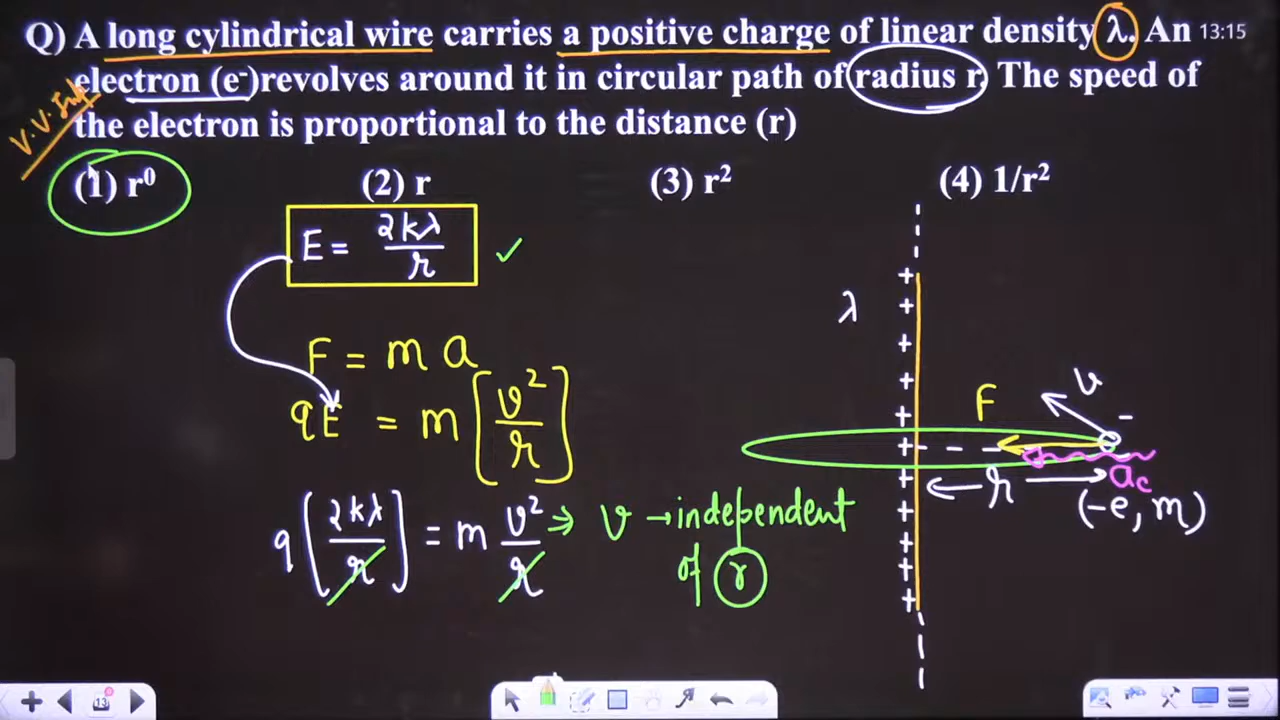 Q) A long cylindrical wire carries a positive charge of linear density λ. An 13:15
electron (e⁻)revolves around it in circular path of radius r. The speed of
the electron is proportional to the distance (r)
V.V.Imp
(1) r⁰ (2) r (3) r² (4) 1/r²
E = 2kλ/r ✓
F = m a
qE = m [v²/r]
q (2kλ/r) = m v²/r ⇒ v → independent
of r
λ
+
+
+
+
+
+
+
+
+
+
+
F
v
-
r
a꜀
(-e, m)
13